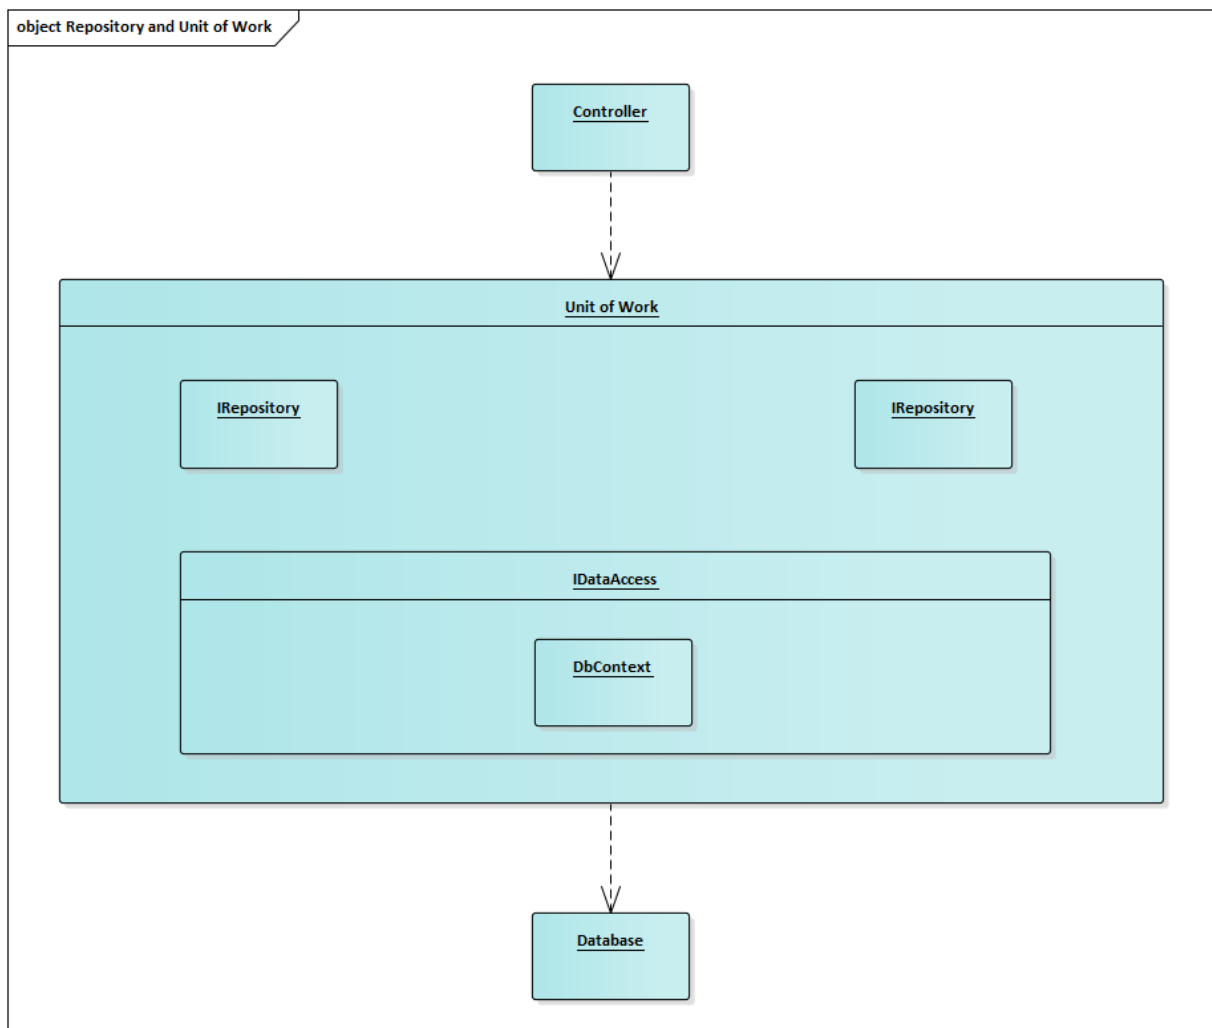 object Repository and Unit of Work
Controller
Unit of Work
IRepository
IRepository
IDataAccess
DbContext
Database